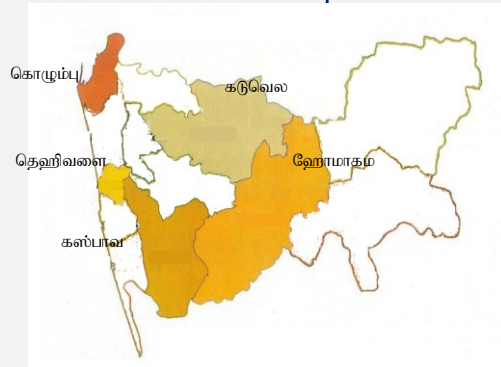 கொழும்பு
கடுவெல
தெஹிவளை
ஹோமாகம
கஸ்பாவ